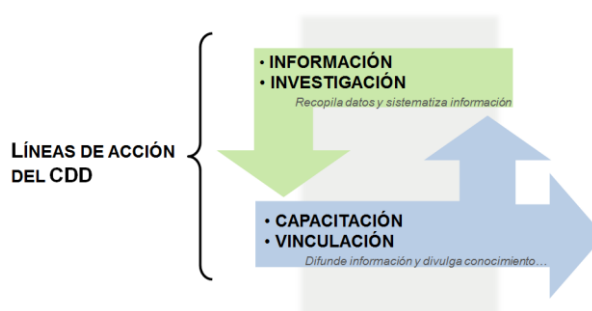 LÍNEAS DE ACCIÓN
DEL CDD
• INFORMACIÓN
• INVESTIGACIÓN
Recopila datos y sistematiza información
• CAPACITACIÓN
• VINCULACIÓN
Difunde información y divulga conocimiento…